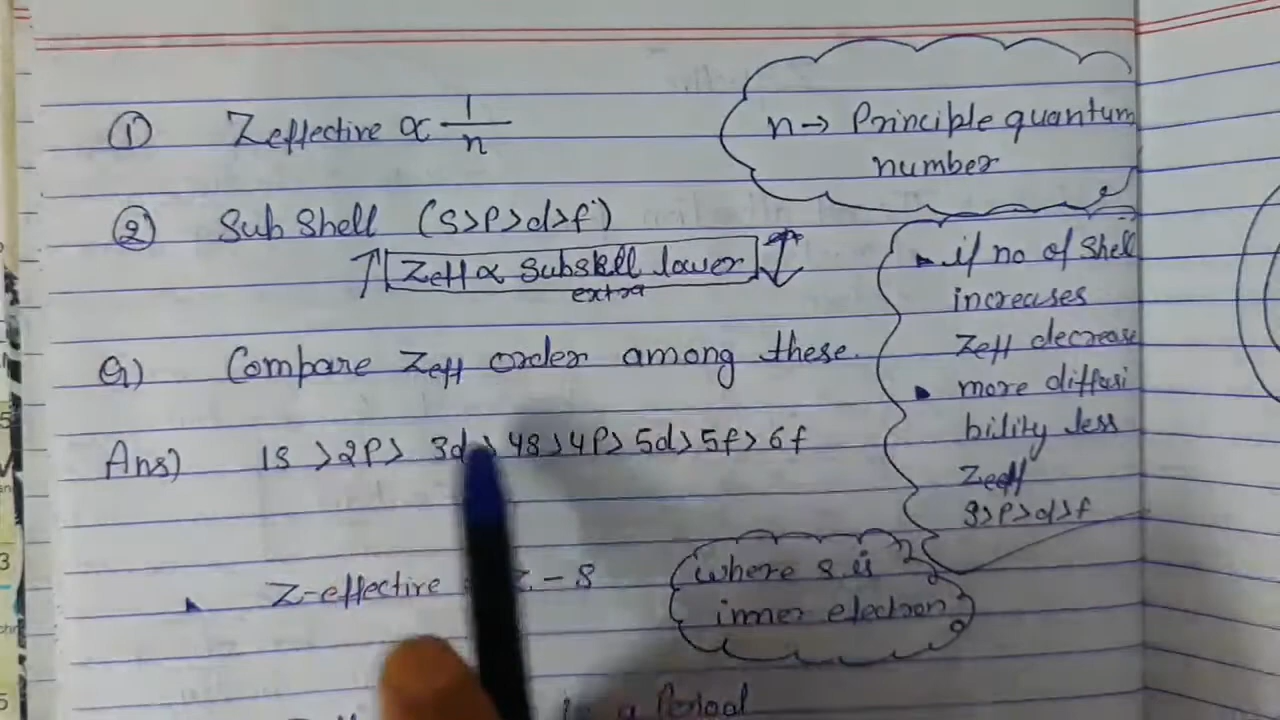 ① Zeffective ∝ 1/n
n→ Principle quantum
number
② Sub Shell (s>p>d>f)
↑ Zeff ∝ Subskell lower ↕
extra
▸ if no of Shell
increases
Zeff decrease
• more diffusi
bility less
Zeff
s>p>d>f
Q) Compare Zeff order among these.
Ans) 1s >2p> 3d > 4s>4p> 5d> 5f> 6f
▸ Z-effective = Z - s
where s is
inner electron
a Period